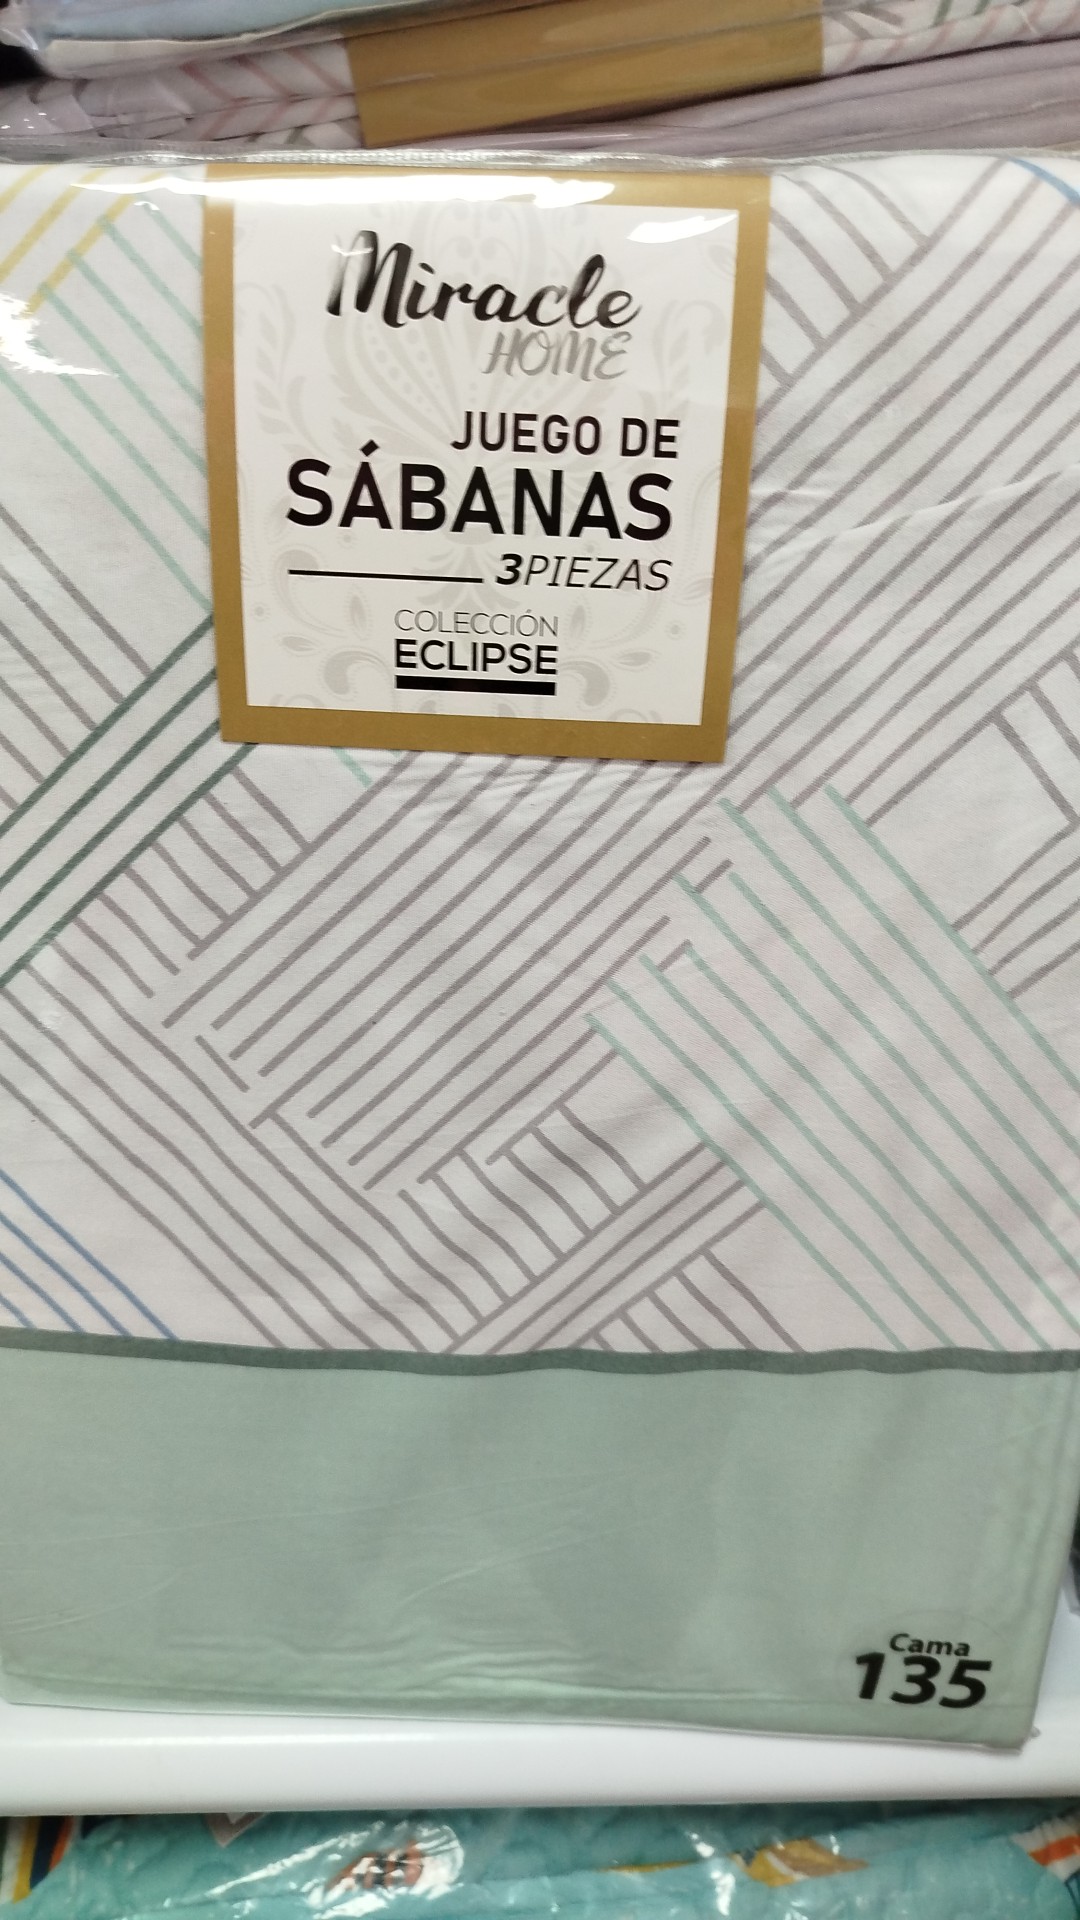 Miracle
HOME
JUEGO DE
SÁBANAS
3PIEZAS
COLECCIÓN
ECLIPSE
Cama
135